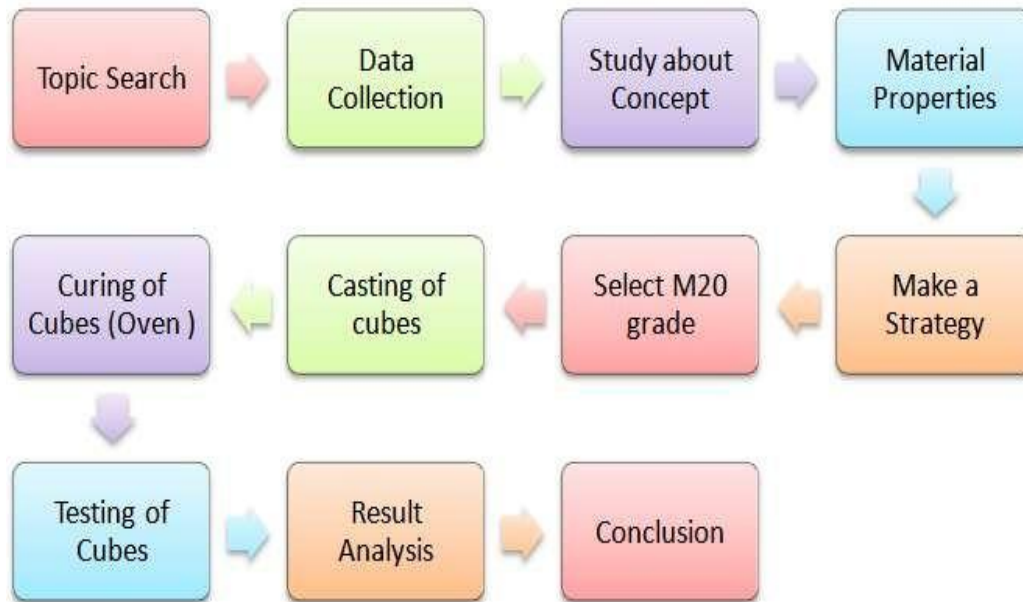 Topic Search
Data
Collection
Study about
Concept
Material
Properties
Make a
Strategy
Select M20
grade
Casting of
cubes
Curing of
Cubes (Oven )
Testing of
Cubes
Result
Analysis
Conclusion